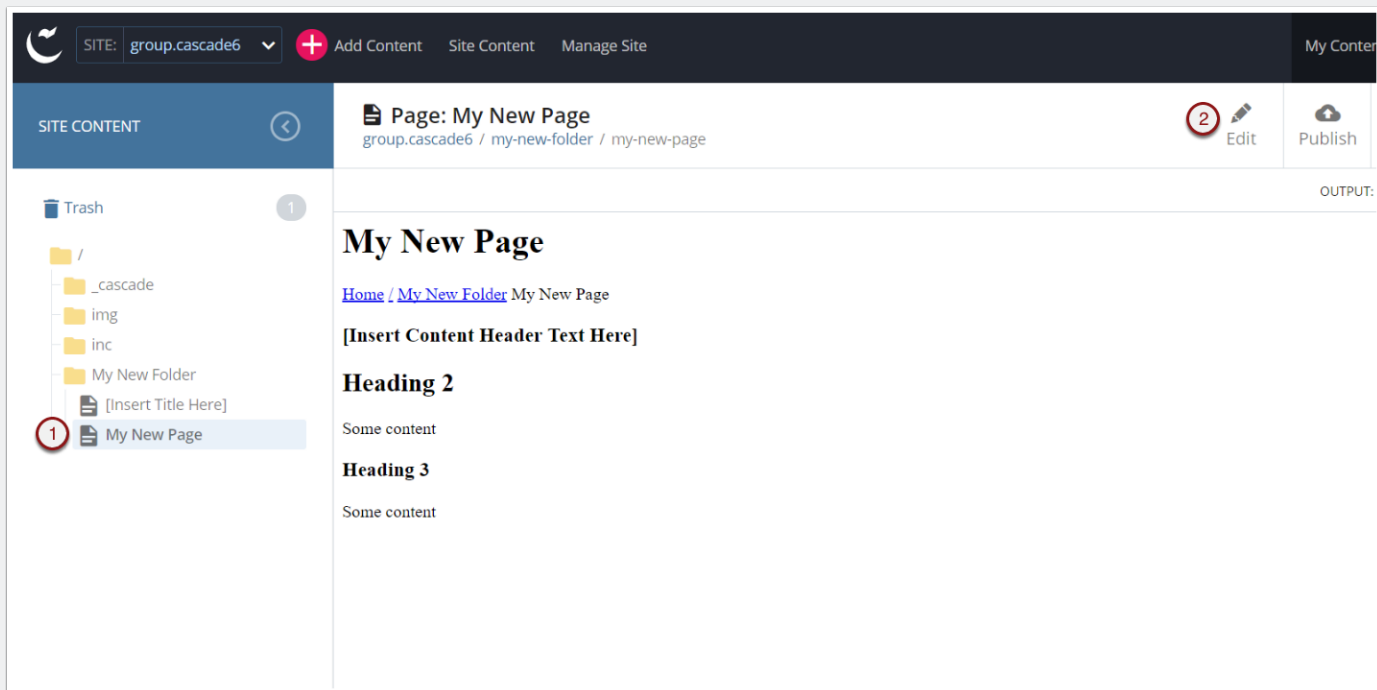 SITE: group.cascade6
Add Content
Site Content
Manage Site
My Conter
SITE CONTENT
Page: My New Page
group.cascade6 / my-new-folder / my-new-page
2
Edit
Publish
OUTPUT:
Trash
1
/
_cascade
img
inc
My New Folder
[Insert Title Here]
1
My New Page
My New Page
Home / My New Folder My New Page
[Insert Content Header Text Here]
Heading 2
Some content
Heading 3
Some content